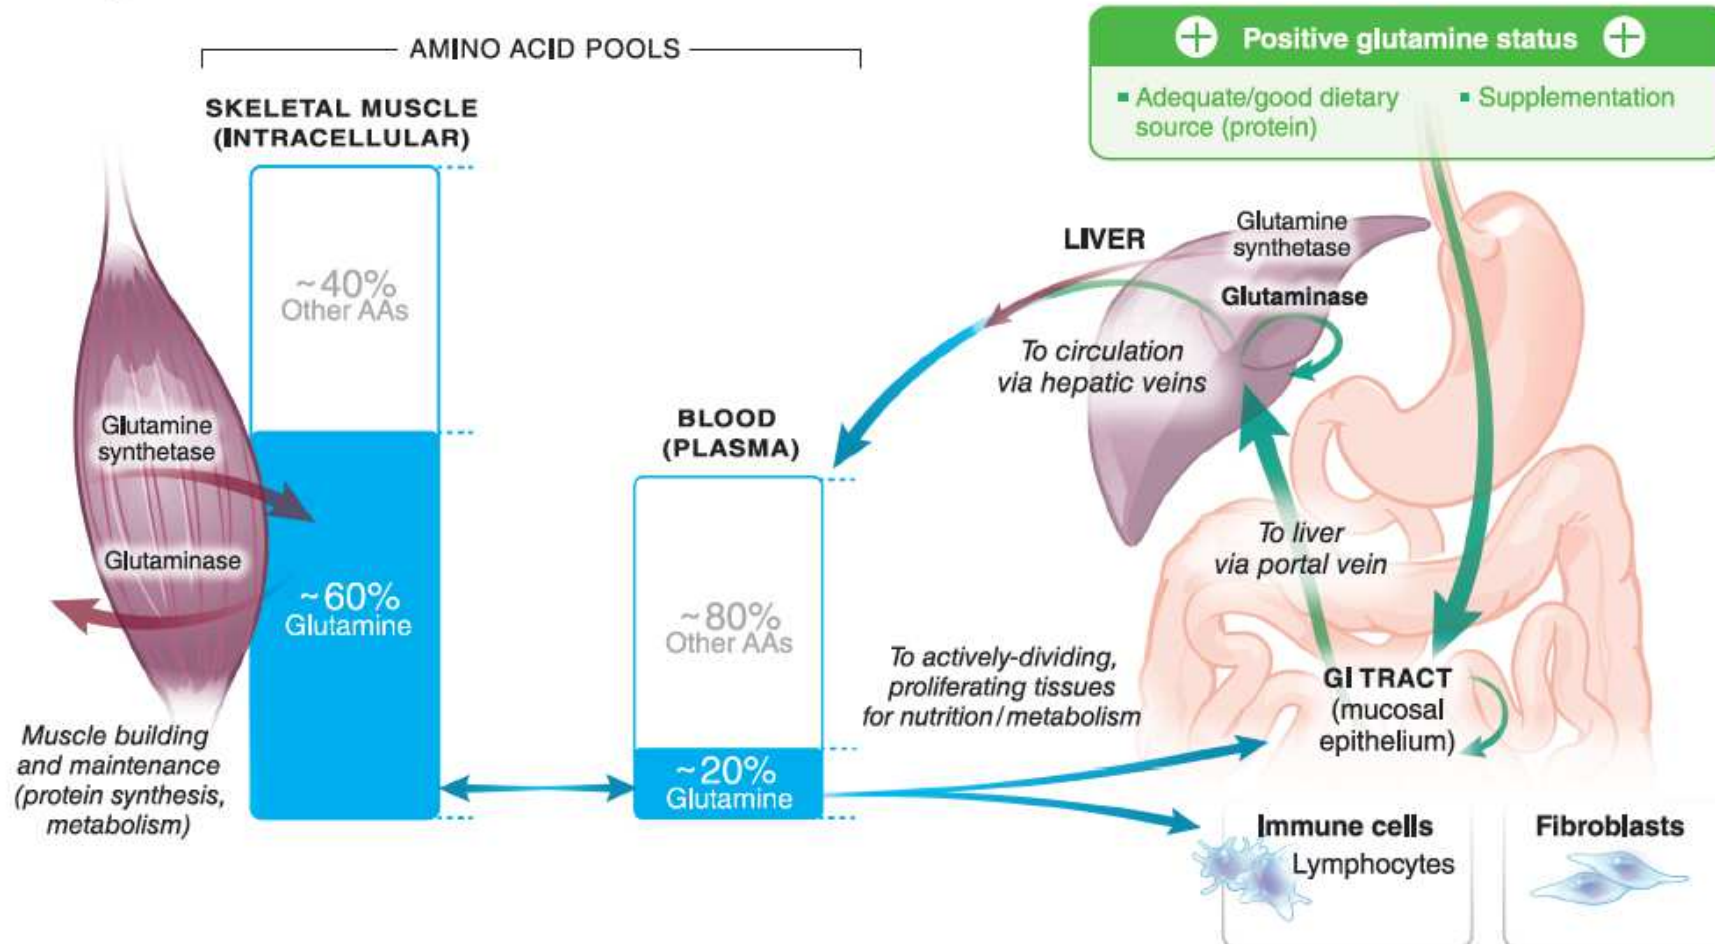 AMINO ACID POOLS
SKELETAL MUSCLE
(INTRACELLULAR)
~40%
Other AAs
Glutamine
synthetase
Glutaminase
~60%
Glutamine
Muscle building
and maintenance
(protein synthesis,
metabolism)
BLOOD
(PLASMA)
~80%
Other AAs
~20%
Glutamine
Positive glutamine status
▪ Adequate/good dietary
source (protein)
▪ Supplementation
LIVER
Glutamine
synthetase
Glutaminase
To circulation
via hepatic veins
To liver
via portal vein
To actively-dividing,
proliferating tissues
for nutrition/metabolism
GI TRACT
(mucosal
epithelium)
Immune cells
Lymphocytes
Fibroblasts